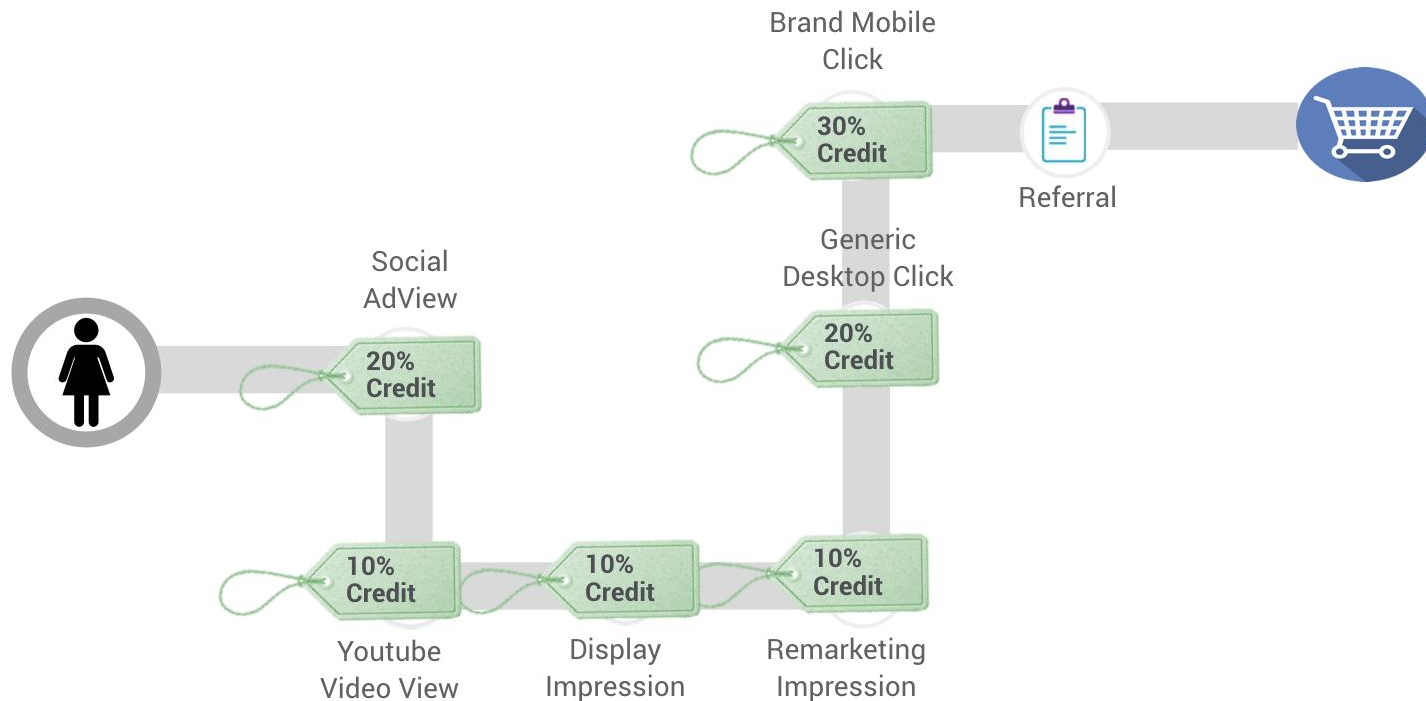 Brand Mobile
Click
30%
Credit
Referral
Generic
Desktop Click
20%
Credit
Social
AdView
20%
Credit
10%
Credit
Youtube
Video View
10%
Credit
Display
Impression
10%
Credit
Remarketing
Impression